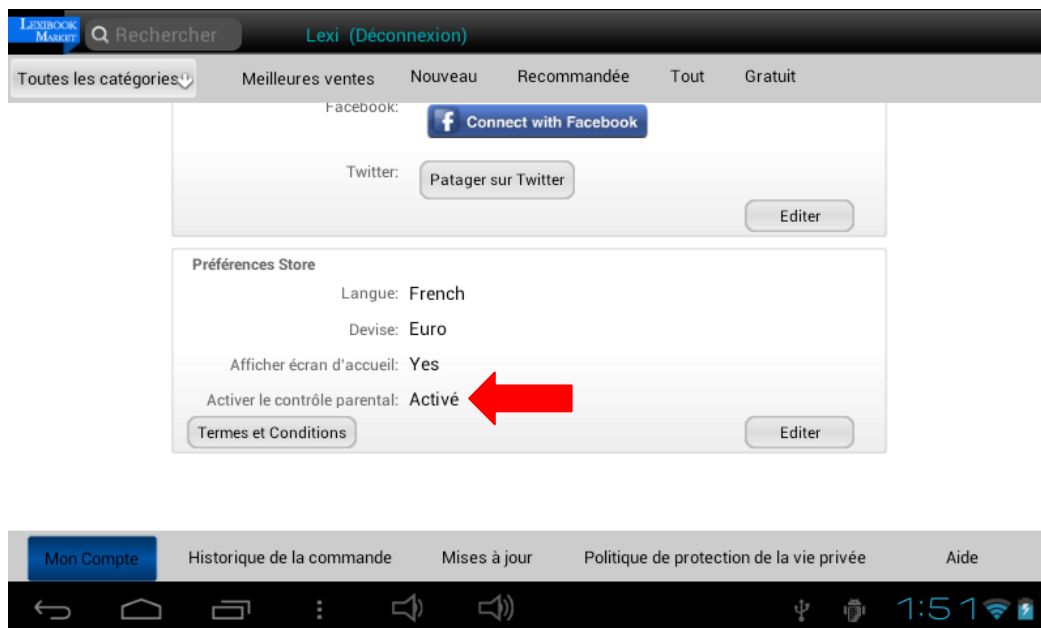 LEXIBOOK
MARKET
Rechercher
Lexi (Déconnexion)
Toutes les catégories
Meilleures ventes
Nouveau
Recommandée
Tout
Gratuit
Facebook:
f Connect with Facebook
Twitter:
Patager sur Twitter
Editer
Préférences Store
Langue: French
Devise: Euro
Afficher écran d'accueil: Yes
Activer le contrôle parental: Activé
Termes et Conditions
Editer
Mon Compte
Historique de la commande
Mises à jour
Politique de protection de la vie privée
Aide
1:51